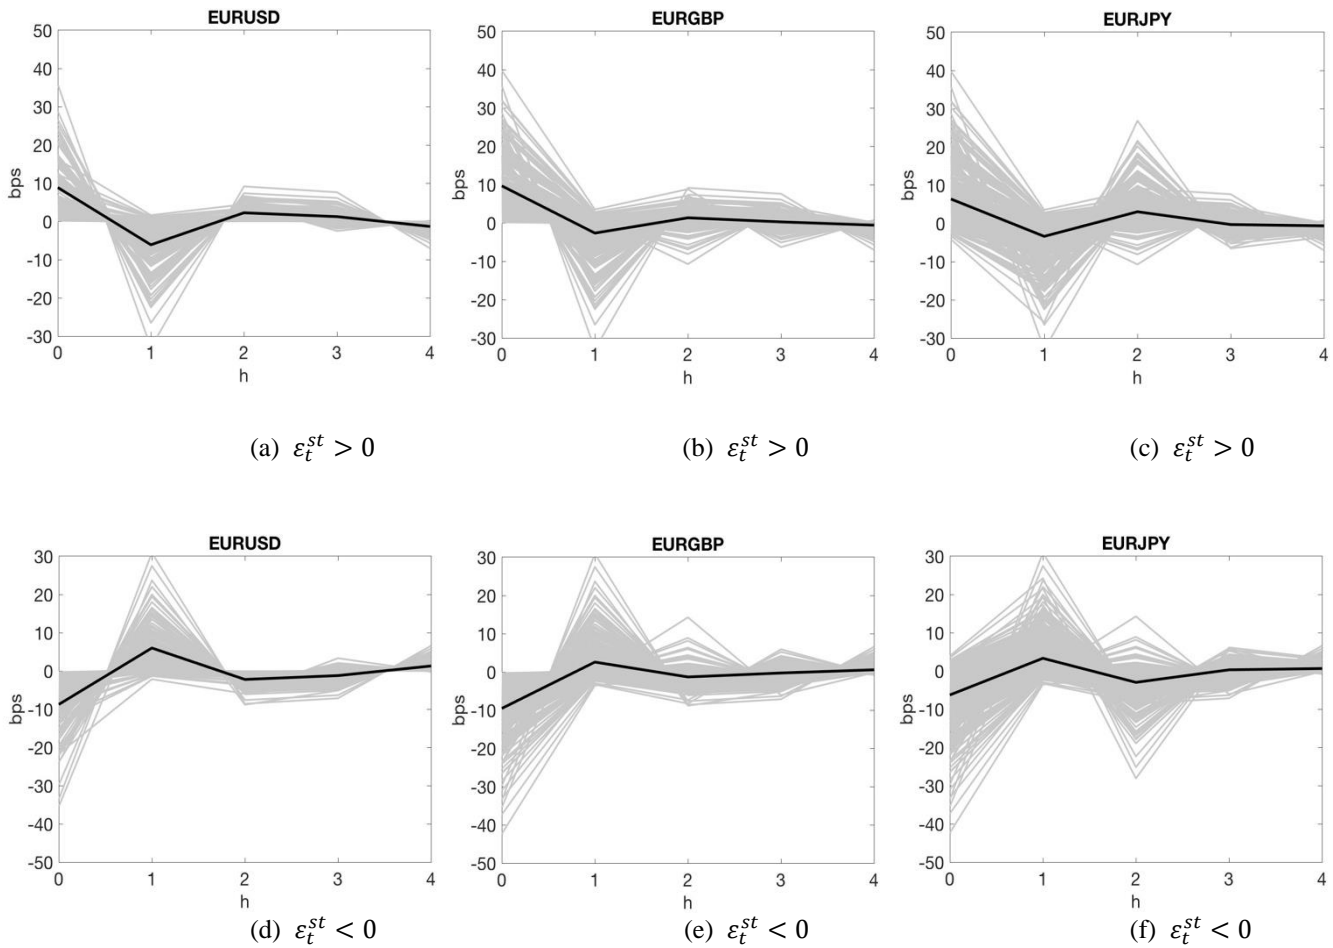 EURUSD
50
40
30
20
10
0
-10
-20
-30
bps
0 1 2 3 4
h
EURGBP
50
40
30
20
10
0
-10
-20
-30
bps
0 1 2 3 4
h
EURJPY
50
40
30
20
10
0
-10
-20
-30
bps
0 1 2 3 4
h
(a) ε_t^{st} > 0
(b) ε_t^{st} > 0
(c) ε_t^{st} > 0
EURUSD
30
20
10
0
-10
-20
-30
-40
-50
bps
0 1 2 3 4
h
EURGBP
30
20
10
0
-10
-20
-30
-40
-50
bps
0 1 2 3 4
h
EURJPY
30
20
10
0
-10
-20
-30
-40
-50
bps
0 1 2 3 4
h
(d) ε_t^{st} < 0
(e) ε_t^{st} < 0
(f) ε_t^{st} < 0